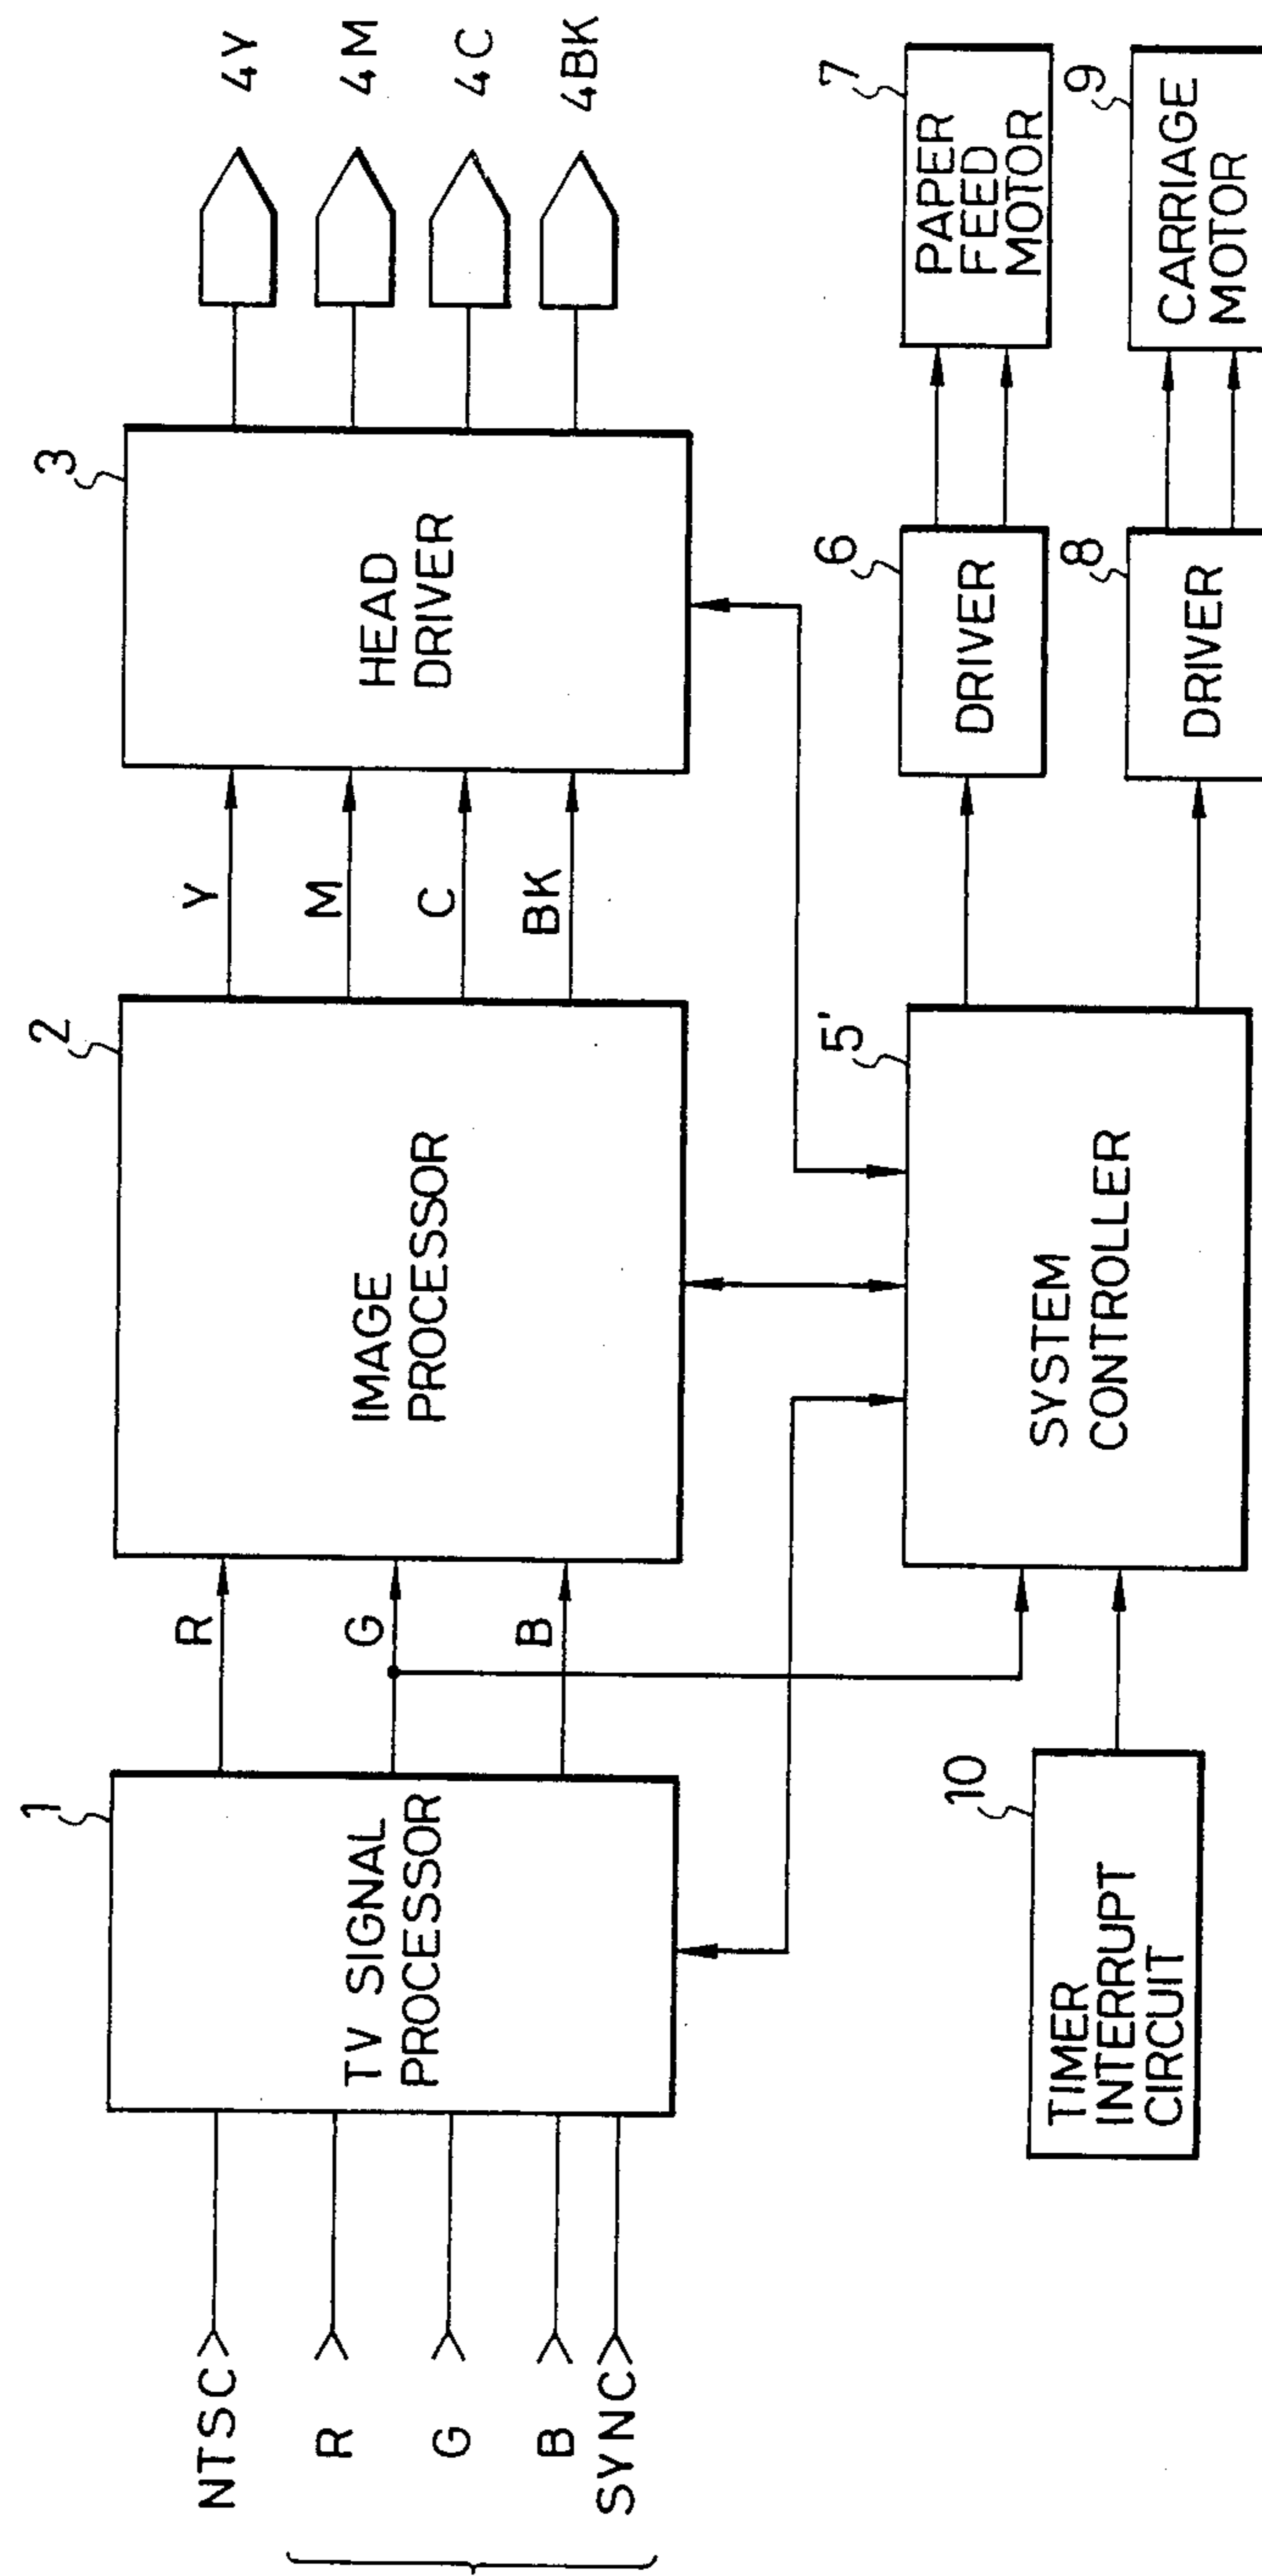 NTSC
R
G
B
SYNC
1
TV SIGNAL
PROCESSOR
R
G
B
2
IMAGE
PROCESSOR
Y
M
C
BK
3
HEAD
DRIVER
4Y
4M
4C
4BK
10
TIMER
INTERRUPT
CIRCUIT
5'
SYSTEM
CONTROLLER
6
DRIVER
7
PAPER
FEED
MOTOR
8
DRIVER
9
CARRIAGE
MOTOR